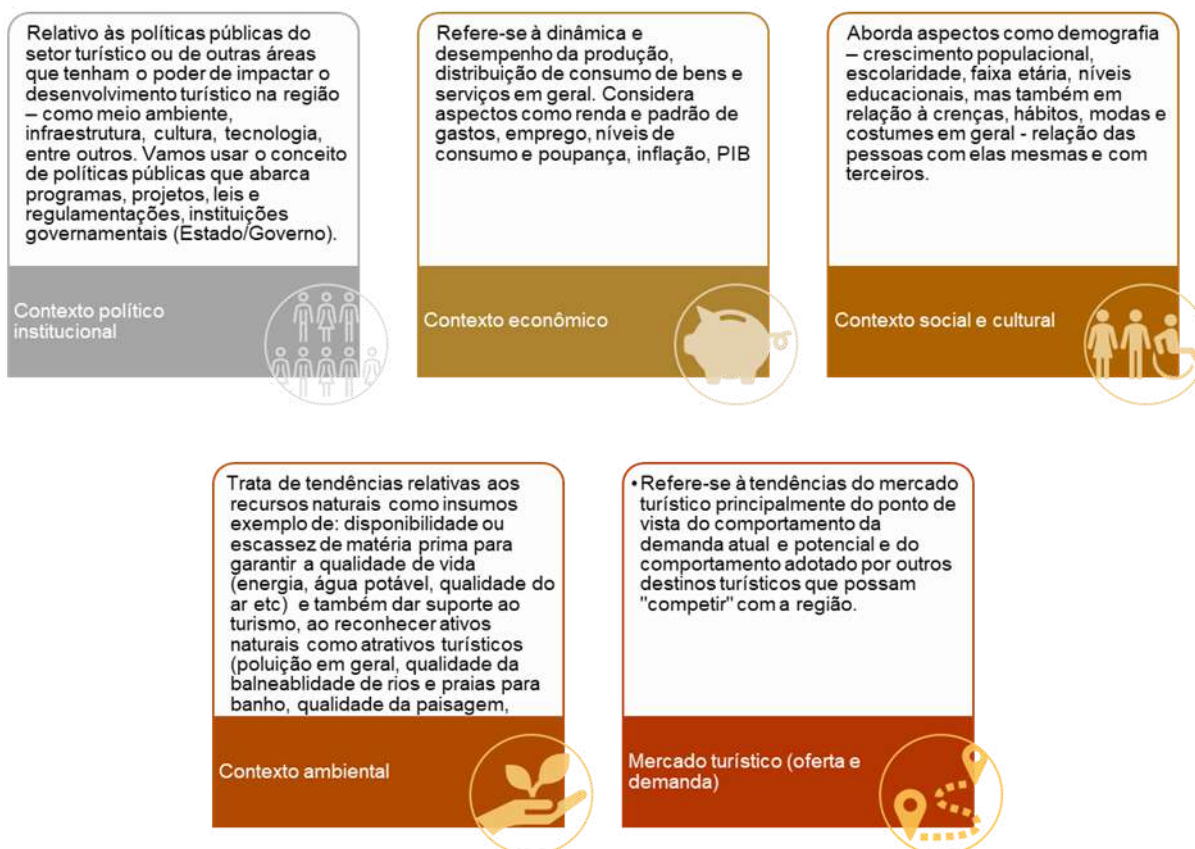 Relativo às políticas públicas do
setor turístico ou de outras áreas
que tenham o poder de impactar o
desenvolvimento turístico na região
– como meio ambiente,
infraestrutura, cultura, tecnologia,
entre outros. Vamos usar o conceito
de políticas públicas que abarca
programas, projetos, leis e
regulamentações, instituições
governamentais (Estado/Governo).
Contexto político
institucional
Refere-se à dinâmica e
desempenho da produção,
distribuição de consumo de bens e
serviços em geral. Considera
aspectos como renda e padrão de
gastos, emprego, níveis de
consumo e poupança, inflação, PIB
Contexto econômico
Aborda aspectos como demografia
– crescimento populacional,
escolaridade, faixa etária, níveis
educacionais, mas também em
relação à crenças, hábitos, modas e
costumes em geral - relação das
pessoas com elas mesmas e com
terceiros.
Contexto social e cultural
Trata de tendências relativas aos
recursos naturais como insumos
exemplo de: disponibilidade ou
escassez de matéria prima para
garantir a qualidade de vida
(energia, água potável, qualidade do
ar etc) e também dar suporte ao
turismo, ao reconhecer ativos
naturais como atrativos turísticos
(poluição em geral, qualidade da
balneablidade de rios e praias para
banho, qualidade da paisagem,
Contexto ambiental
•Refere-se à tendências do mercado
turístico principalmente do ponto de
vista do comportamento da
demanda atual e potencial e do
comportamento adotado por outros
destinos turísticos que possam
"competir" com a região.
Mercado turístico (oferta e
demanda)